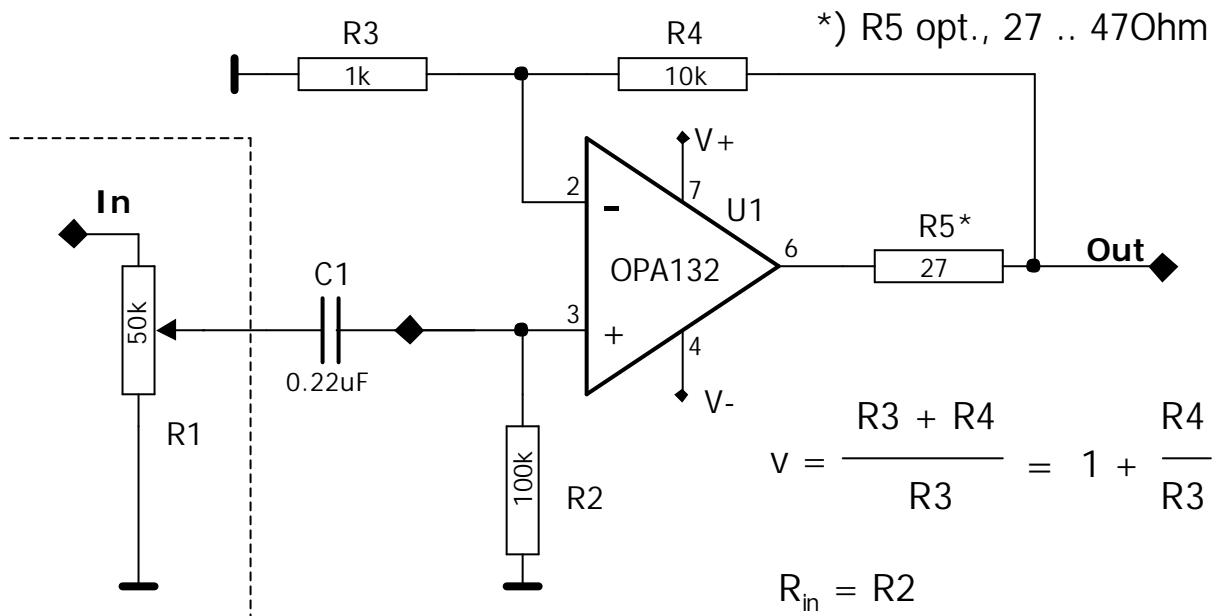 *) R5 opt., 27 .. 47Ohm
R3
R4
1k
10k
V+
2
7
U1
In
-
R5*
6
Out
OPA132
27
C1
50k
3
+
4
0.22uF
V-
R1
100k
R2
v = R3 + R4 / R3 = 1 + R4 / R3
Rin = R2